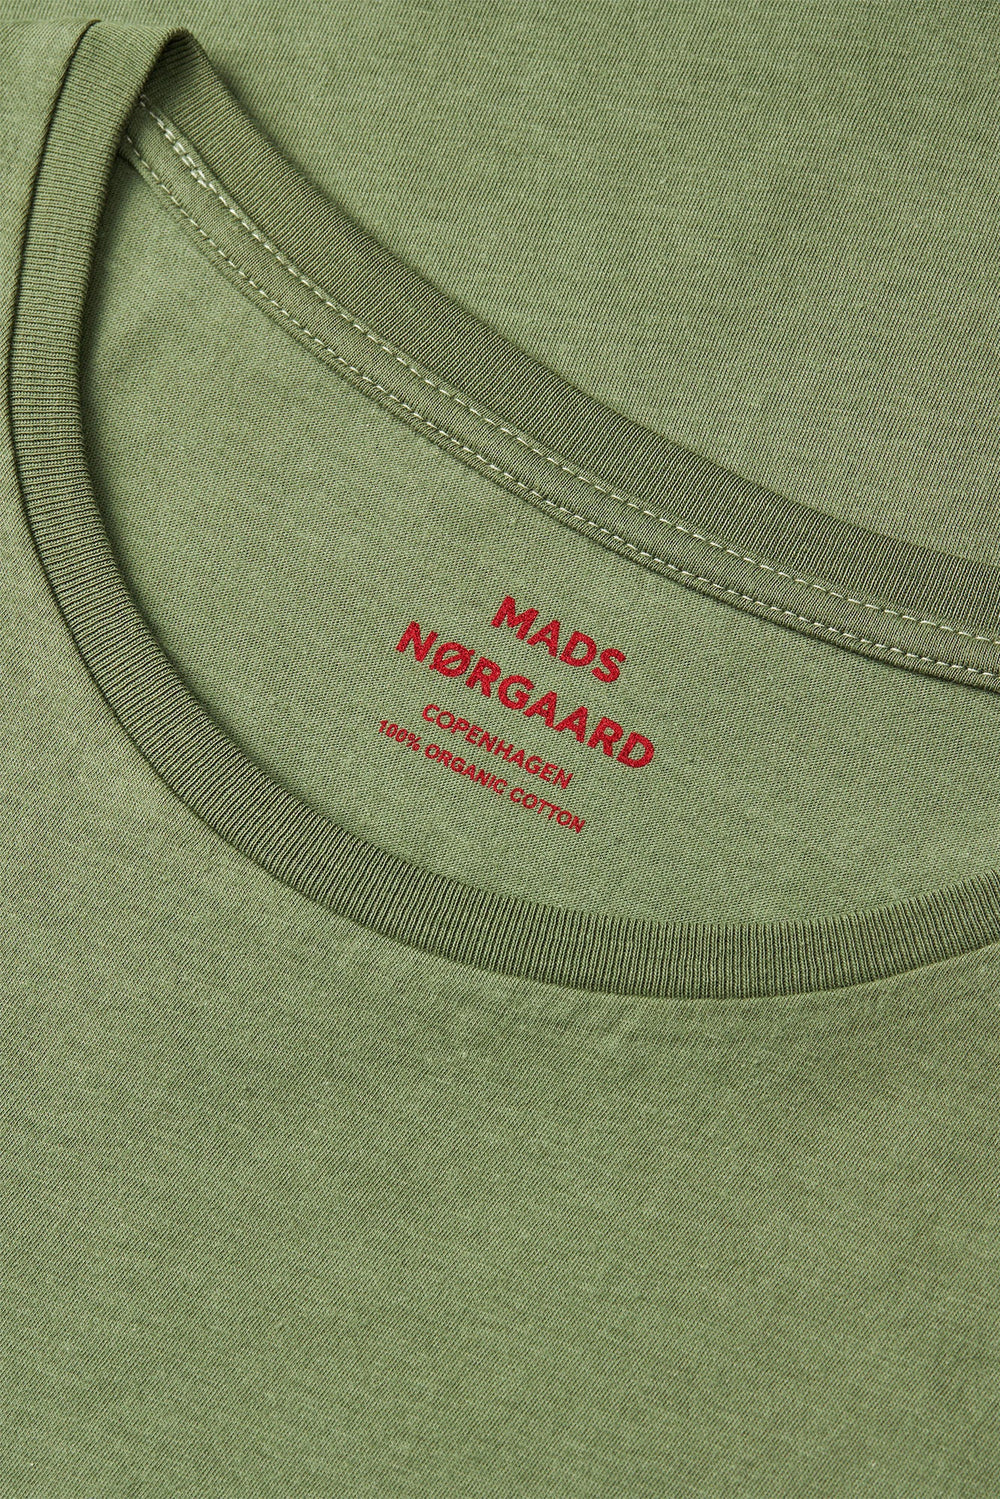 MADS
NØRGAARD
COPENHAGEN
100% ORGANIC COTTON